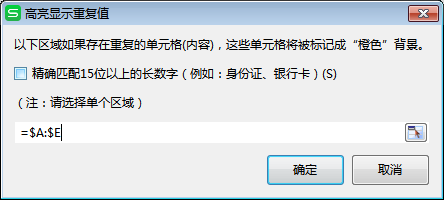 高亮显示重复值
以下区域如果存在重复的单元格(内容)，这些单元格将被标记成“橙色”背景。
精确匹配15位以上的长数字（例如：身份证、银行卡）(S)
（注：请选择单个区域）
=$A:$E
确定 取消